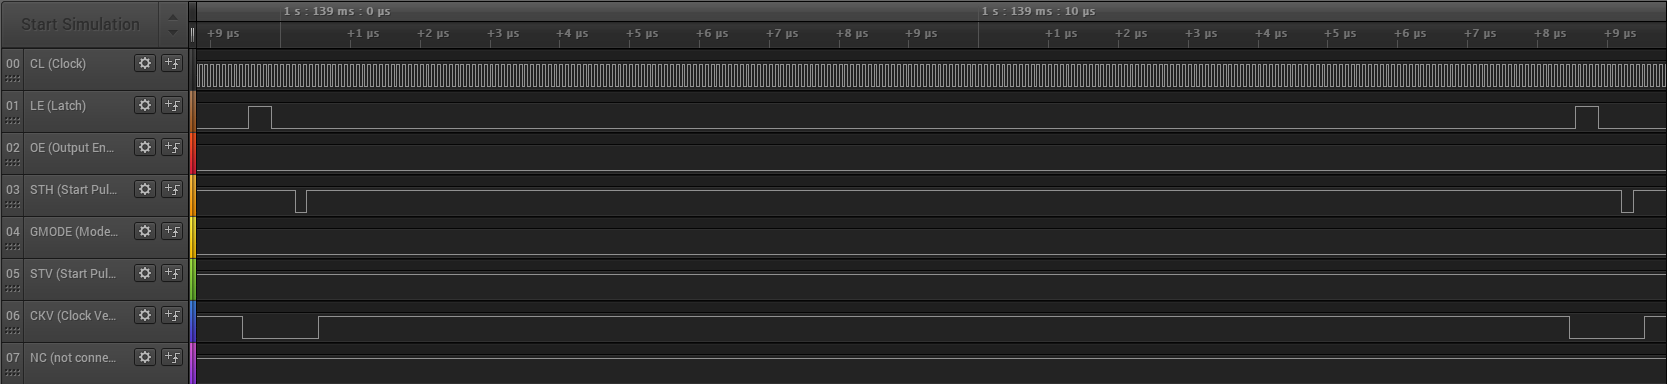 Start Simulation
1 s : 139 ms : 0 µs
1 s : 139 ms : 10 µs
+9 µs +1 µs +2 µs +3 µs +4 µs +5 µs +6 µs +7 µs +8 µs +9 µs +1 µs +2 µs +3 µs +4 µs +5 µs +6 µs +7 µs +8 µs +9 µs
00 CL (Clock)
01 LE (Latch)
02 OE (Output En...
03 STH (Start Pul...
04 GMODE (Mode...
05 STV (Start Pul...
06 CKV (Clock Ve...
07 NC (not conne...